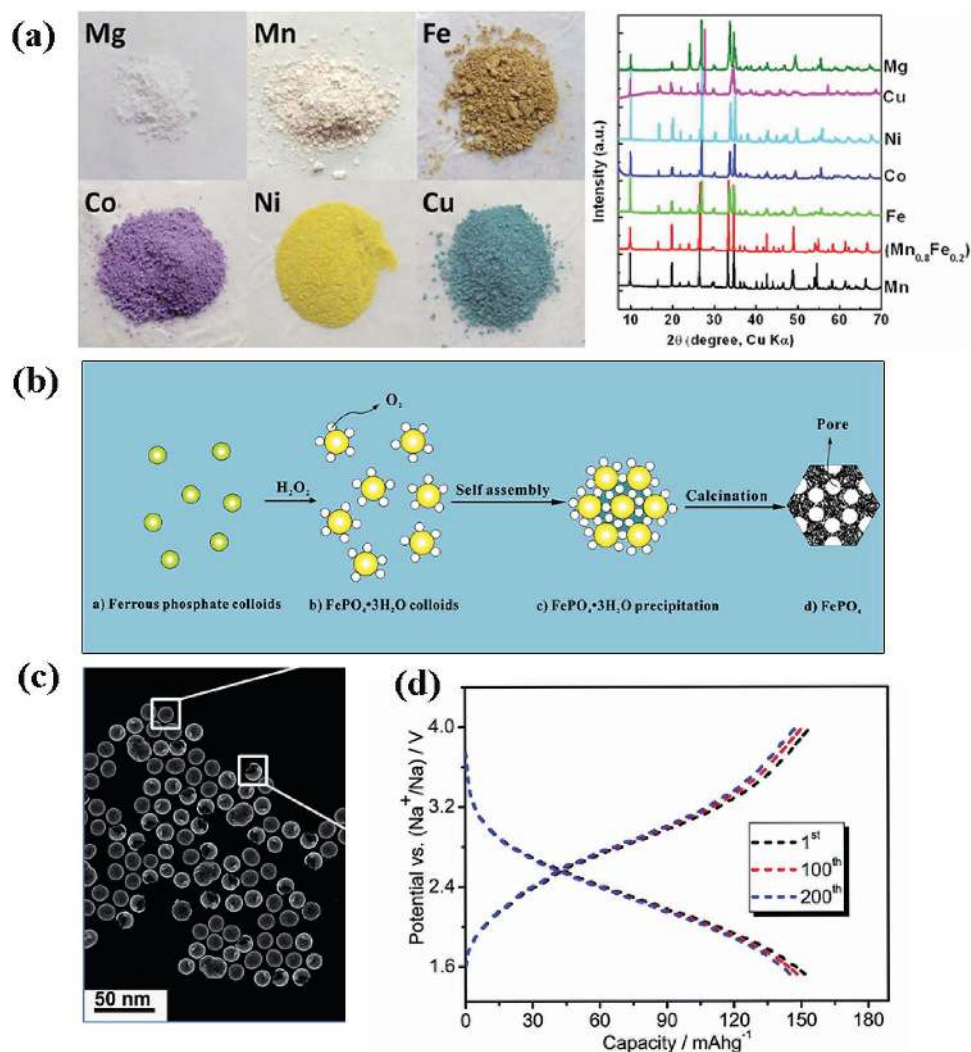 (a)
Mg
Mn
Fe
Co
Ni
Cu
Intensity (a.u.)
Mg
Cu
Ni
Co
Fe
(Mn0.8Fe0.2)
Mn
10 20 30 40 50 60 70
2θ (degree, Cu Kα)
(b)
O2
H2O2
Self assembly
Calcination
Pore
a) Ferrous phosphate colloids
b) FePO4•3H2O colloids
c) FePO4•3H2O precipitation
d) FePO4
(c)
50 nm
(d)
Potential vs. (Na+/Na) / V
4.0
3.2
2.4
1.6
1st
100th
200th
0 30 60 90 120 150 180
Capacity / mAhg-1